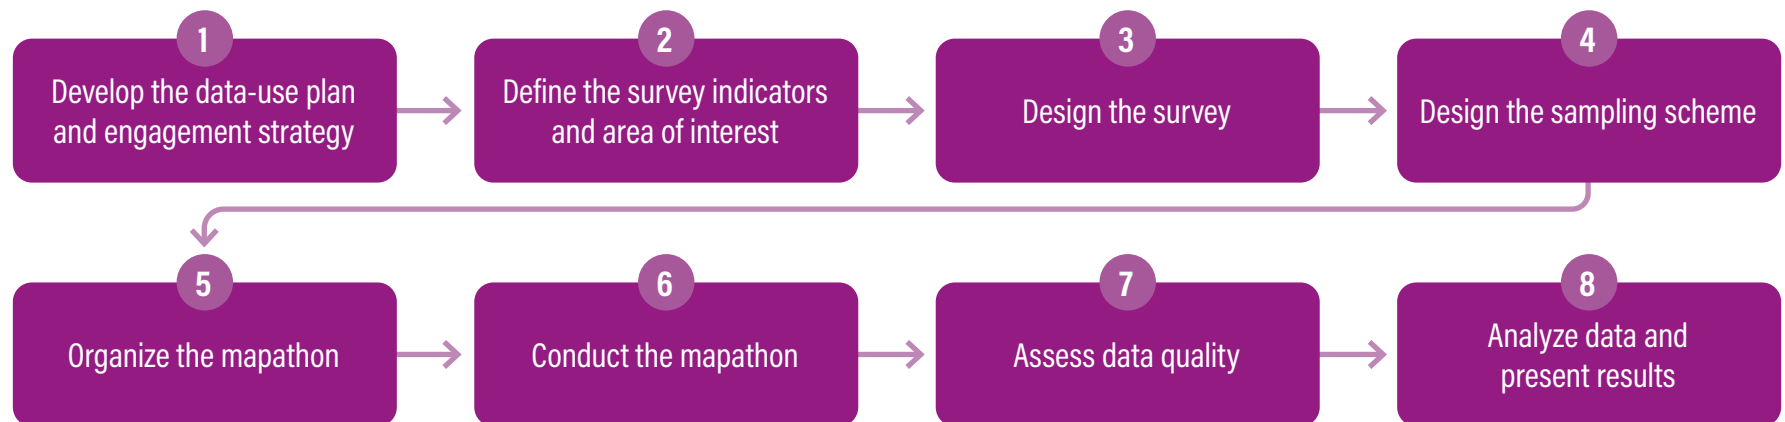 1
Develop the data-use plan
and engagement strategy
2
Define the survey indicators
and area of interest
3
Design the survey
4
Design the sampling scheme
5
Organize the mapathon
6
Conduct the mapathon
7
Assess data quality
8
Analyze data and
present results